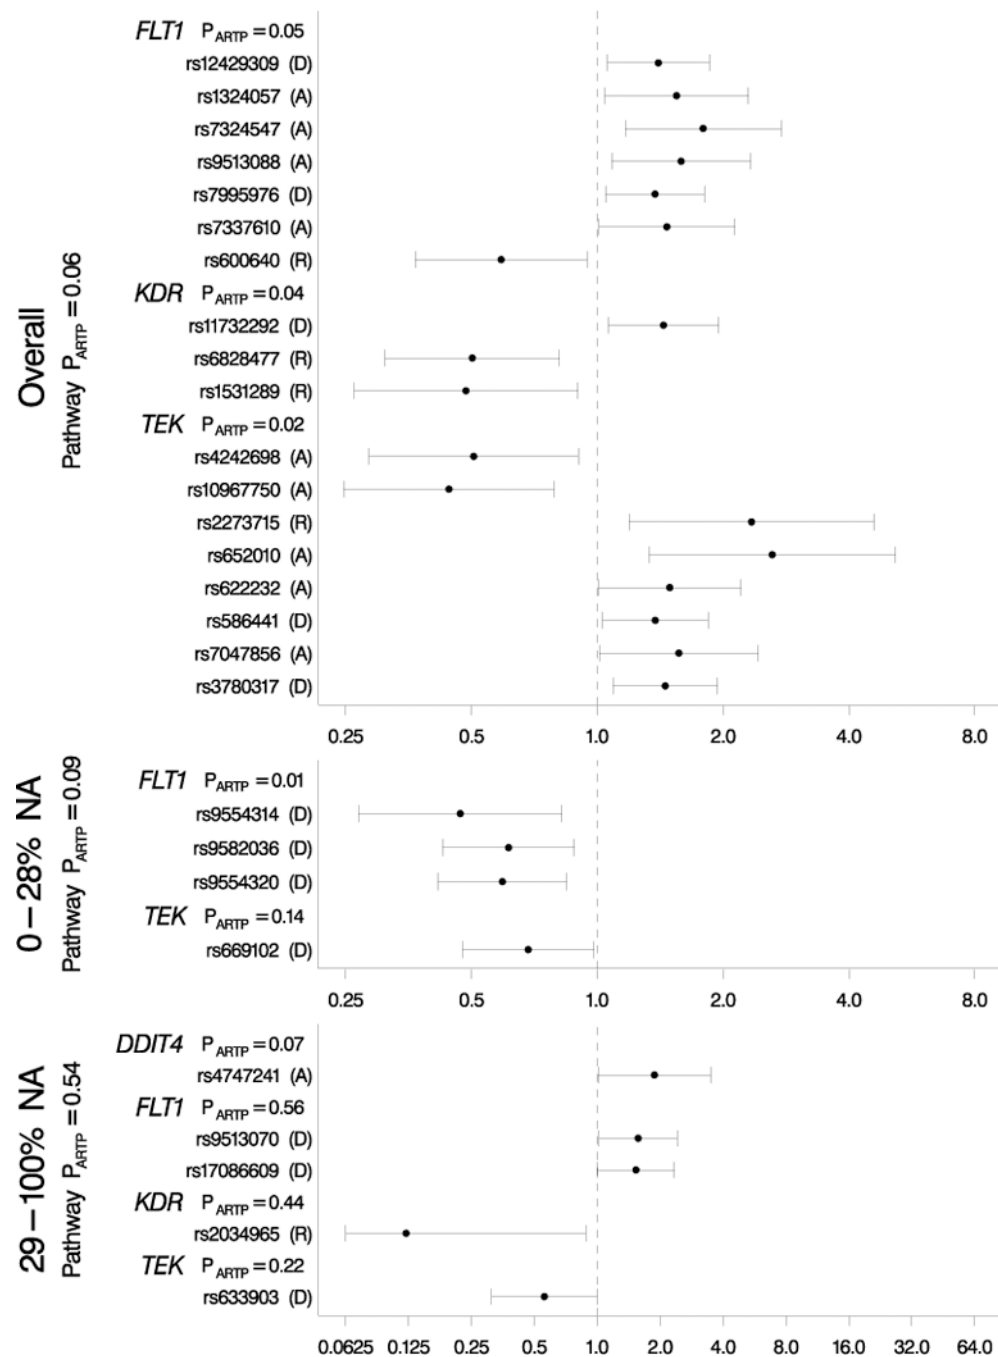 Overall
Pathway P_ARTP = 0.06
FLT1 P_ARTP = 0.05
rs12429309 (D)
rs1324057 (A)
rs7324547 (A)
rs9513088 (A)
rs7995976 (D)
rs7337610 (A)
rs600640 (R)
KDR P_ARTP = 0.04
rs11732292 (D)
rs6828477 (R)
rs1531289 (R)
TEK P_ARTP = 0.02
rs4242698 (A)
rs10967750 (A)
rs2273715 (R)
rs652010 (A)
rs622232 (A)
rs586441 (D)
rs7047856 (A)
rs3780317 (D)
0.25 0.5 1.0 2.0 4.0 8.0
0–28% NA
Pathway P_ARTP = 0.09
FLT1 P_ARTP = 0.01
rs9554314 (D)
rs9582036 (D)
rs9554320 (D)
TEK P_ARTP = 0.14
rs669102 (D)
0.25 0.5 1.0 2.0 4.0 8.0
29–100% NA
Pathway P_ARTP = 0.54
DDIT4 P_ARTP = 0.07
rs4747241 (A)
FLT1 P_ARTP = 0.56
rs9513070 (D)
rs17086609 (D)
KDR P_ARTP = 0.44
rs2034965 (R)
TEK P_ARTP = 0.22
rs633903 (D)
0.0625 0.125 0.25 0.5 1.0 2.0 4.0 8.0 16.0 32.0 64.0